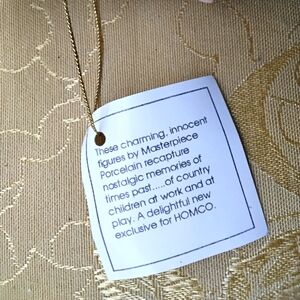 These charming, innocent
figures by Masterpiece
Porcelain recapture
nostalgic memories of
times past.....of country
children at work and at
play. A delightful new
exclusive for HOMCO.